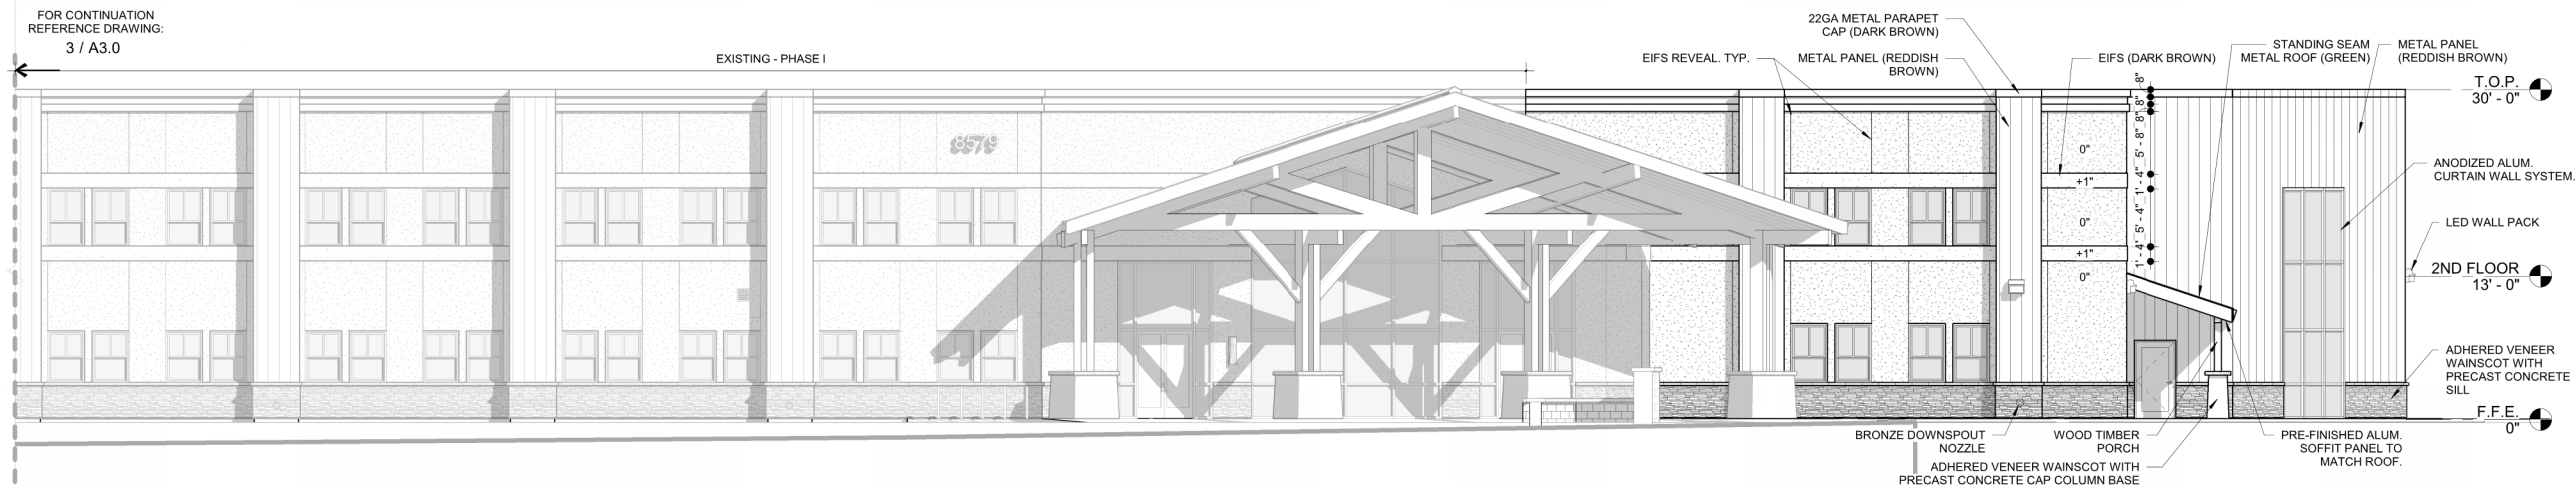 FOR CONTINUATION
REFERENCE DRAWING:
3 / A3.0
EXISTING - PHASE I
8579
22GA METAL PARAPET
CAP (DARK BROWN)
EIFS REVEAL. TYP.
METAL PANEL (REDDISH
BROWN)
EIFS (DARK BROWN)
STANDING SEAM
METAL ROOF (GREEN)
METAL PANEL
(REDDISH BROWN)
T.O.P.
30' - 0"
8"
8"
8"
5' - 8"
1' - 4"
5' - 4"
1' - 4"
0"
+1"
0"
+1"
0"
ANODIZED ALUM.
CURTAIN WALL SYSTEM.
LED WALL PACK
2ND FLOOR
13' - 0"
ADHERED VENEER
WAINSCOT WITH
PRECAST CONCRETE
SILL
F.F.E.
0"
BRONZE DOWNSPOUT
NOZZLE
WOOD TIMBER
PORCH
PRE-FINISHED ALUM.
SOFFIT PANEL TO
MATCH ROOF.
ADHERED VENEER WAINSCOT WITH
PRECAST CONCRETE CAP COLUMN BASE